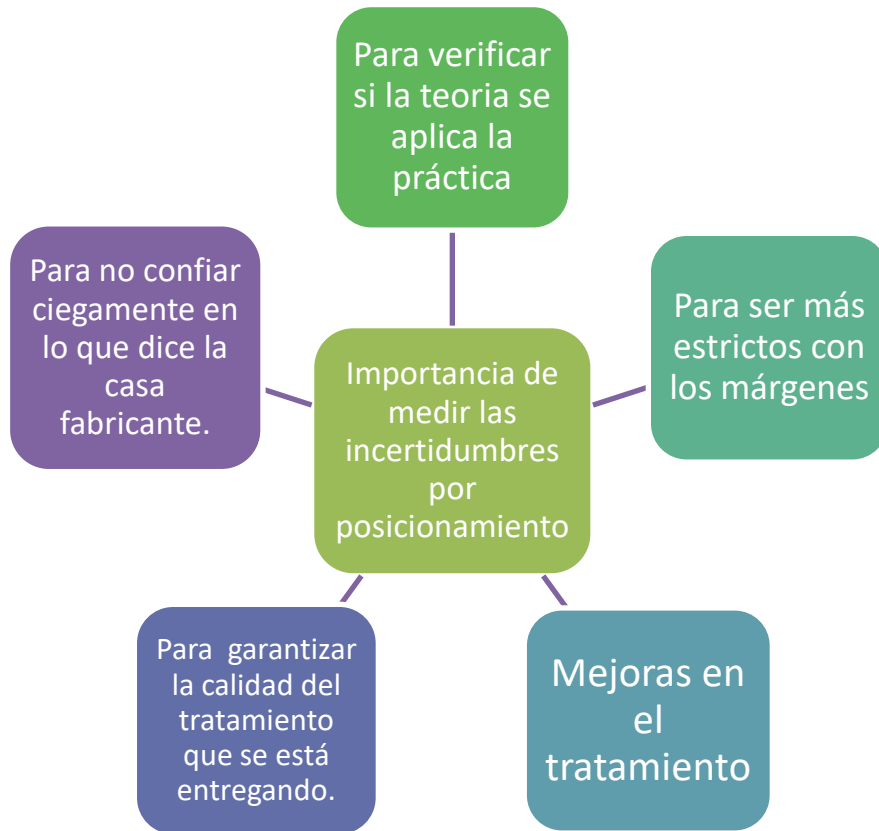 Para verificar
si la teoria se
aplica la
práctica
Para no confiar
ciegamente en
lo que dice la
casa
fabricante.
Para ser más
estrictos con
los márgenes
Importancia de
medir las
incertidumbres
por
posicionamiento
Para garantizar
la calidad del
tratamiento
que se está
entregando.
Mejoras en
el
tratamiento